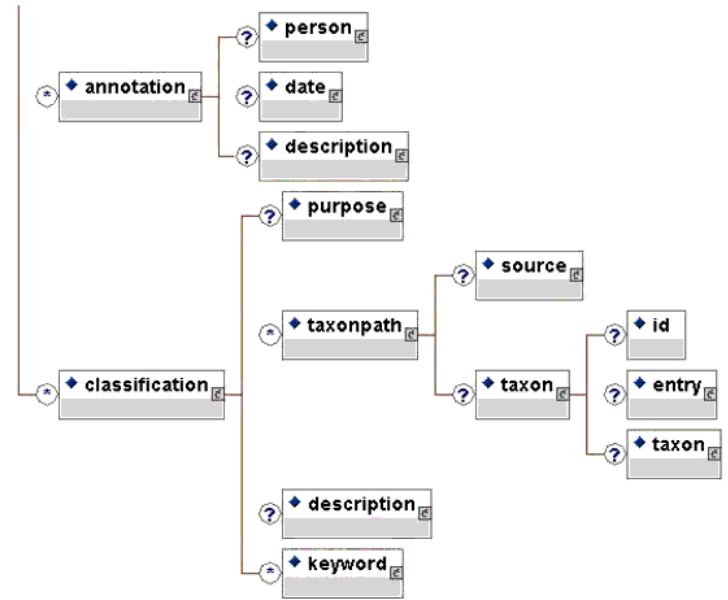 ? person
* annotation
? date
? description
? purpose
? source
* taxonpath
? id
* classification
? taxon
? entry
? taxon
? description
* keyword